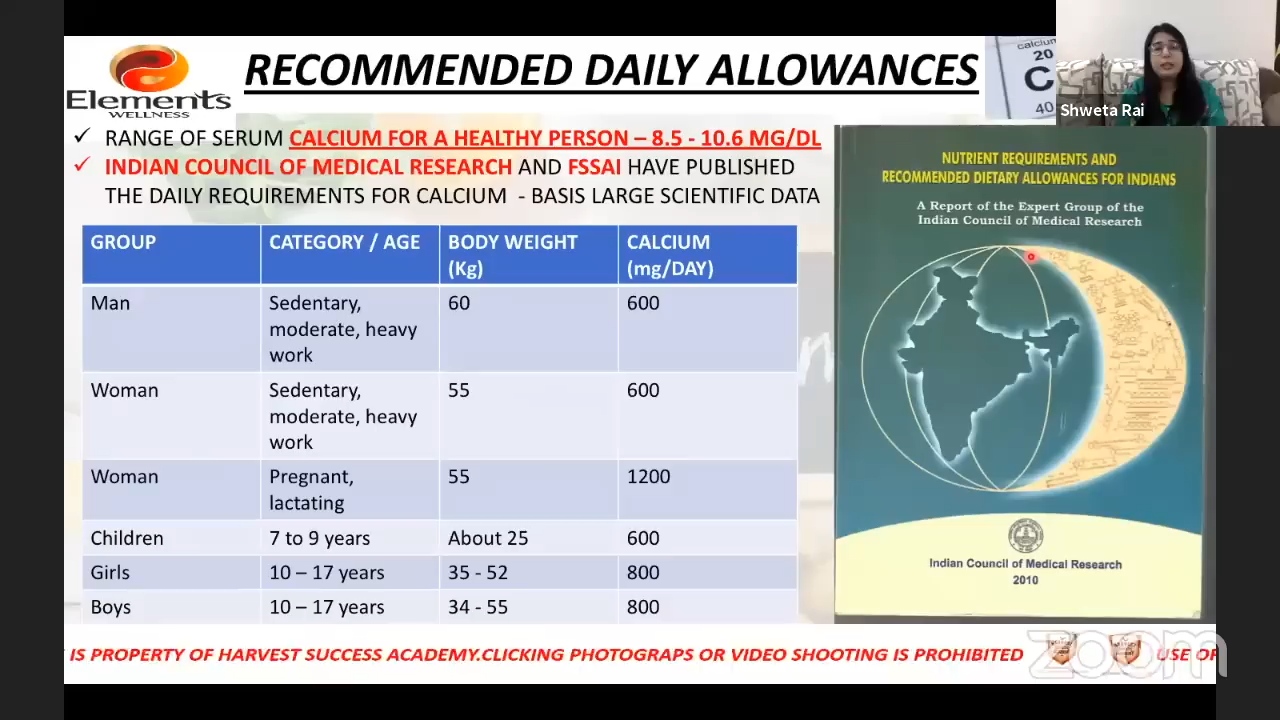 Elements
WELLNESS
RECOMMENDED DAILY ALLOWANCES
calcium
20
C
40
Shweta Rai
✓ RANGE OF SERUM CALCIUM FOR A HEALTHY PERSON – 8.5 - 10.6 MG/DL
✓ INDIAN COUNCIL OF MEDICAL RESEARCH AND FSSAI HAVE PUBLISHED
THE DAILY REQUIREMENTS FOR CALCIUM - BASIS LARGE SCIENTIFIC DATA
GROUP CATEGORY / AGE BODY WEIGHT CALCIUM
(Kg) (mg/DAY)
Man Sedentary, 60 600
moderate, heavy
work
Woman Sedentary, 55 600
moderate, heavy
work
Woman Pregnant, 55 1200
lactating
Children 7 to 9 years About 25 600
Girls 10 – 17 years 35 - 52 800
Boys 10 – 17 years 34 - 55 800
NUTRIENT REQUIREMENTS AND
RECOMMENDED DIETARY ALLOWANCES FOR INDIANS
A Report of the Expert Group of the
Indian Council of Medical Research
Indian Council of Medical Research
2010
IS PROPERTY OF HARVEST SUCCESS ACADEMY.CLICKING PHOTOGRAPS OR VIDEO SHOOTING IS PROHIBITED
USE OF
zoom